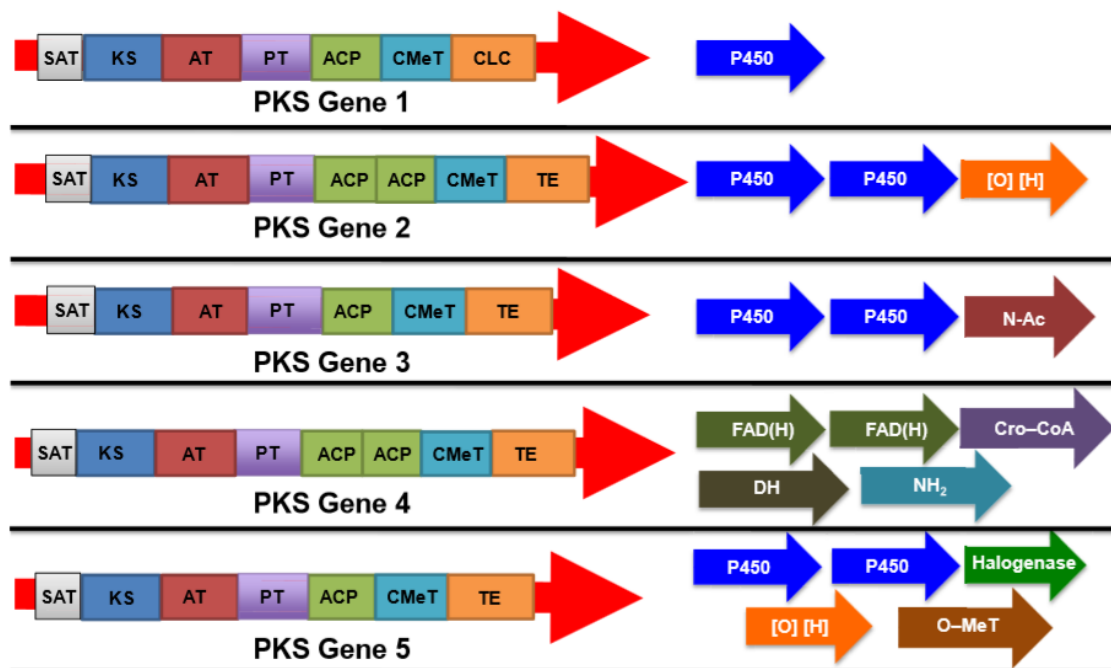 SAT KS AT PT ACP CMeT CLC P450
PKS Gene 1
SAT KS AT PT ACP ACP CMeT TE P450 P450 [O] [H]
PKS Gene 2
SAT KS AT PT ACP CMeT TE P450 P450 N-Ac
PKS Gene 3
SAT KS AT PT ACP ACP CMeT TE FAD(H) FAD(H) Cro–CoA
DH NH₂
PKS Gene 4
SAT KS AT PT ACP CMeT TE P450 P450 Halogenase
[O] [H] O–MeT
PKS Gene 5